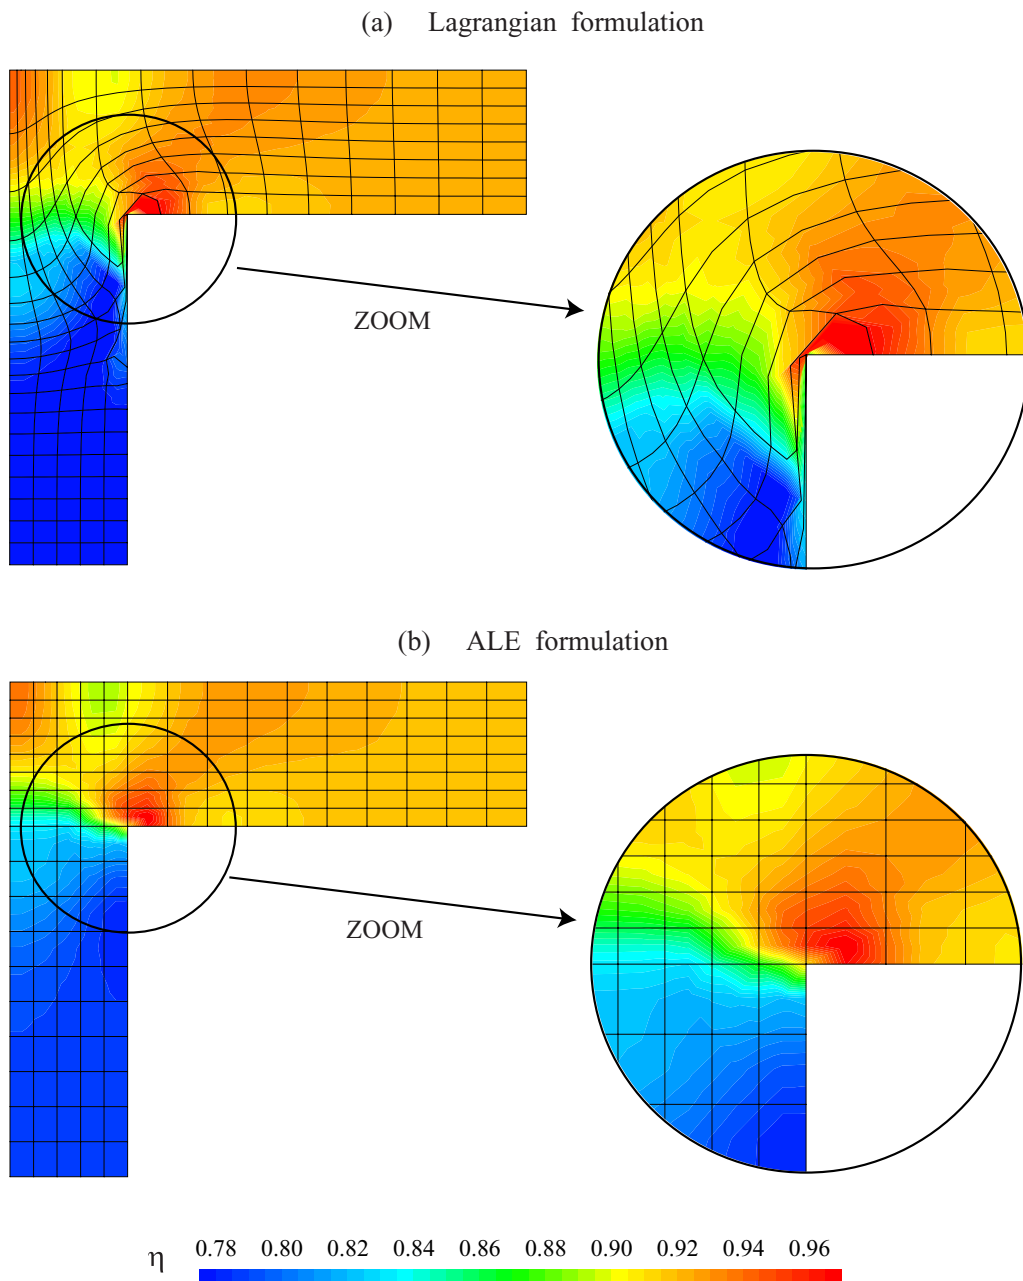 (a) Lagrangian formulation
ZOOM
(b) ALE formulation
ZOOM
η 0.78 0.80 0.82 0.84 0.86 0.88 0.90 0.92 0.94 0.96